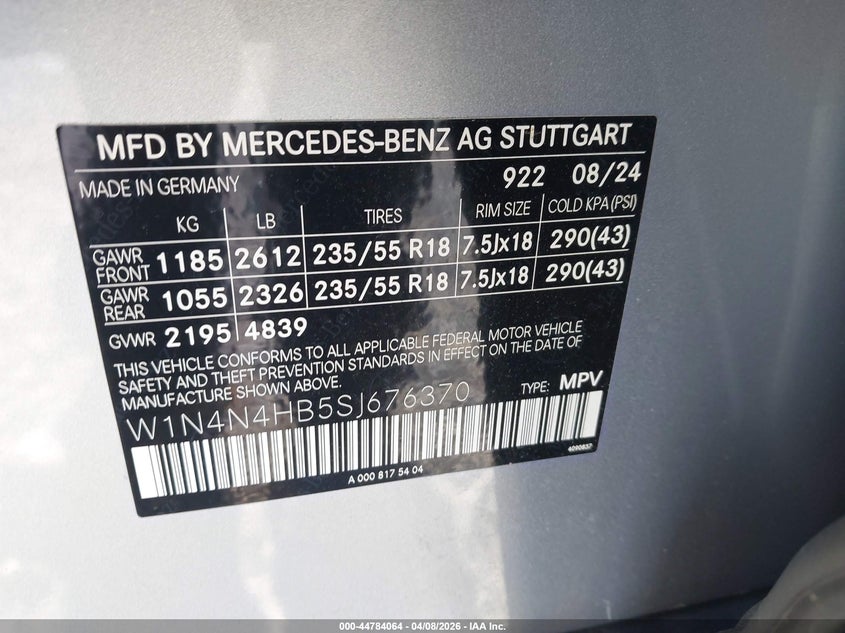 MFD BY MERCEDES-BENZ AG STUTTGART
MADE IN GERMANY 922 08/24
KG LB TIRES RIM SIZE COLD KPA(PSI)
GAWR FRONT 1185 2612 235/55 R18 7.5Jx18 290(43)
GAWR REAR 1055 2326 235/55 R18 7.5Jx18 290(43)
GVWR 2195 4839
THIS VEHICLE CONFORMS TO ALL APPLICABLE FEDERAL MOTOR VEHICLE
SAFETY AND THEFT PREVENTION STANDARDS IN EFFECT ON THE DATE OF
MANUFACTURE SHOWN ABOVE.
W1N4N4HB5SJ676370 TYPE: MPV
A 000 817 54 04
000-44784064 - 04/08/2026 - IAA Inc.